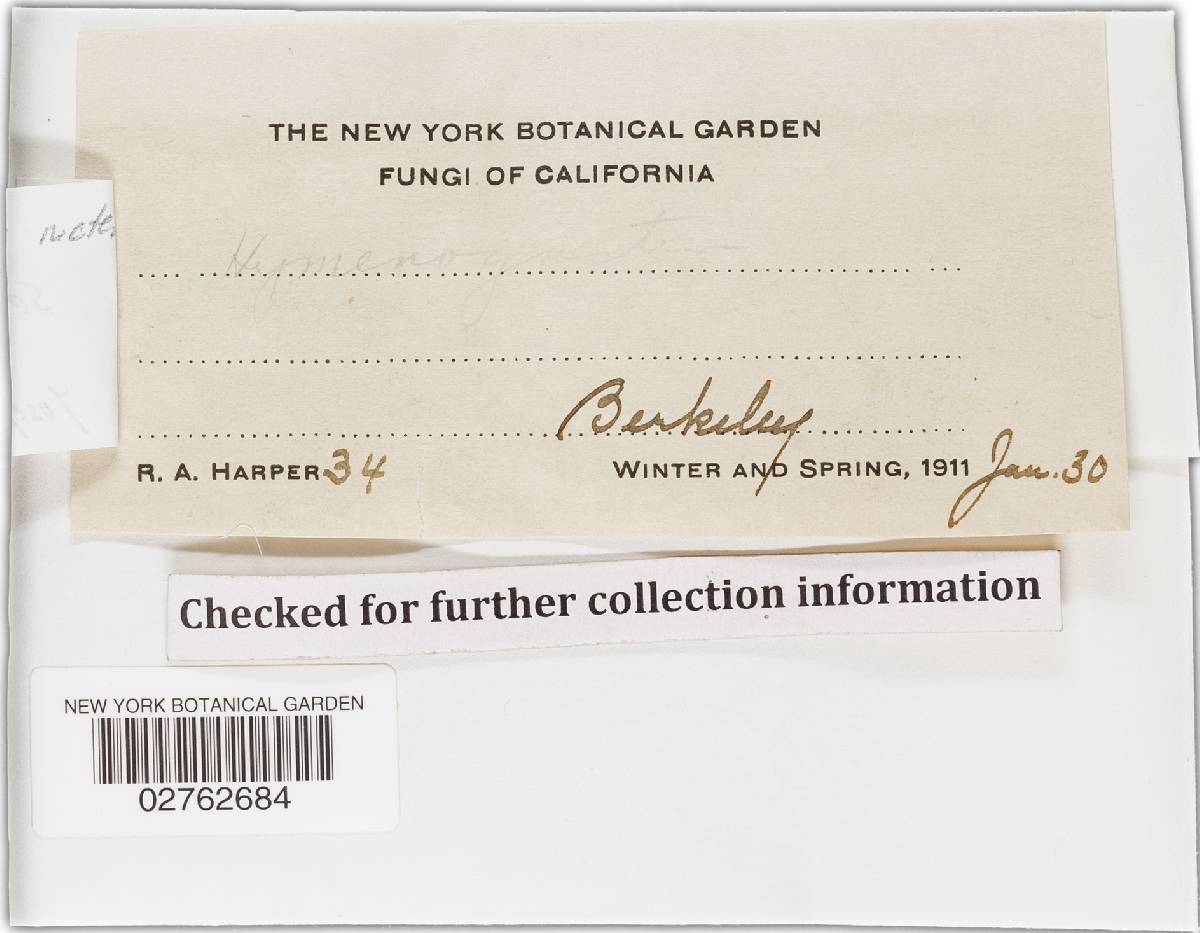 THE NEW YORK BOTANICAL GARDEN
FUNGI OF CALIFORNIA
Hymenogaster
Berkeley
R. A. HARPER 34 WINTER AND SPRING, 1911 Jan. 30
Checked for further collection information
NEW YORK BOTANICAL GARDEN
02762684